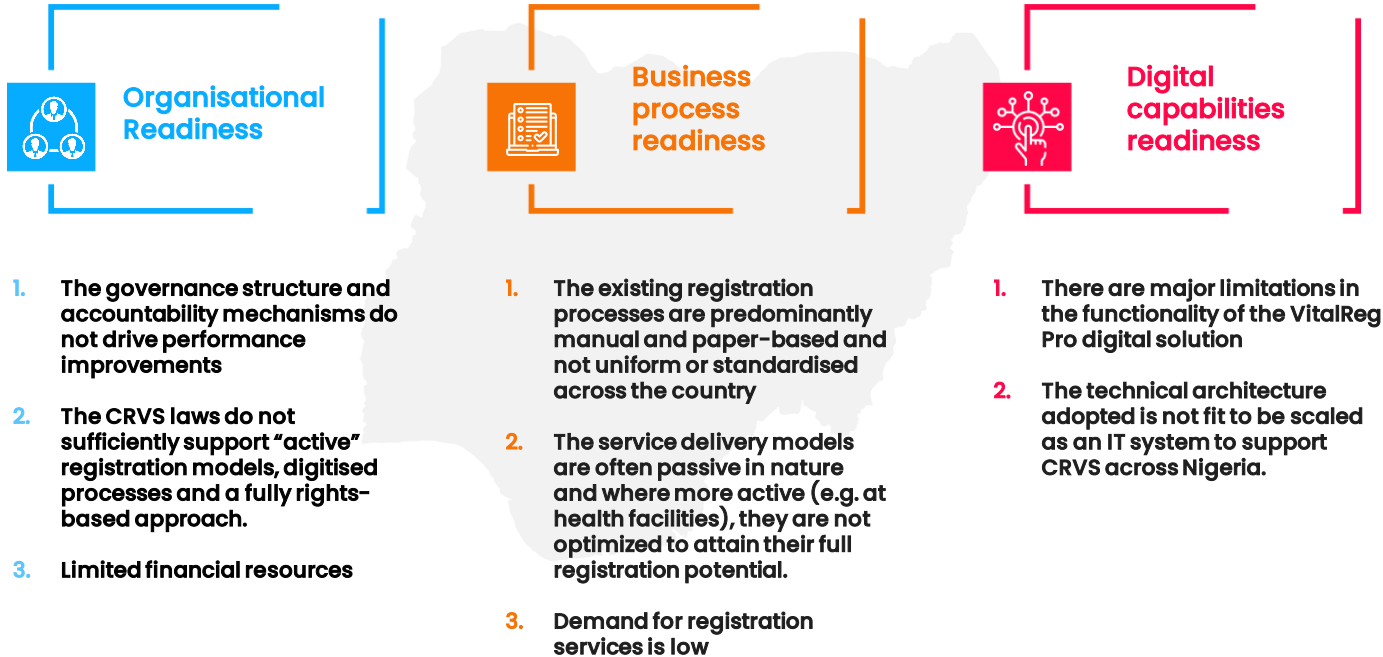 Organisational
Readiness
1. The governance structure and
accountability mechanisms do
not drive performance
improvements
2. The CRVS laws do not
sufficiently support “active”
registration models, digitised
processes and a fully rights-
based approach.
3. Limited financial resources
Business
process
readiness
1. The existing registration
processes are predominantly
manual and paper-based and
not uniform or standardised
across the country
2. The service delivery models
are often passive in nature
and where more active (e.g. at
health facilities), they are not
optimized to attain their full
registration potential.
3. Demand for registration
services is low
Digital
capabilities
readiness
1. There are major limitations in
the functionality of the VitalReg
Pro digital solution
2. The technical architecture
adopted is not fit to be scaled
as an IT system to support
CRVS across Nigeria.